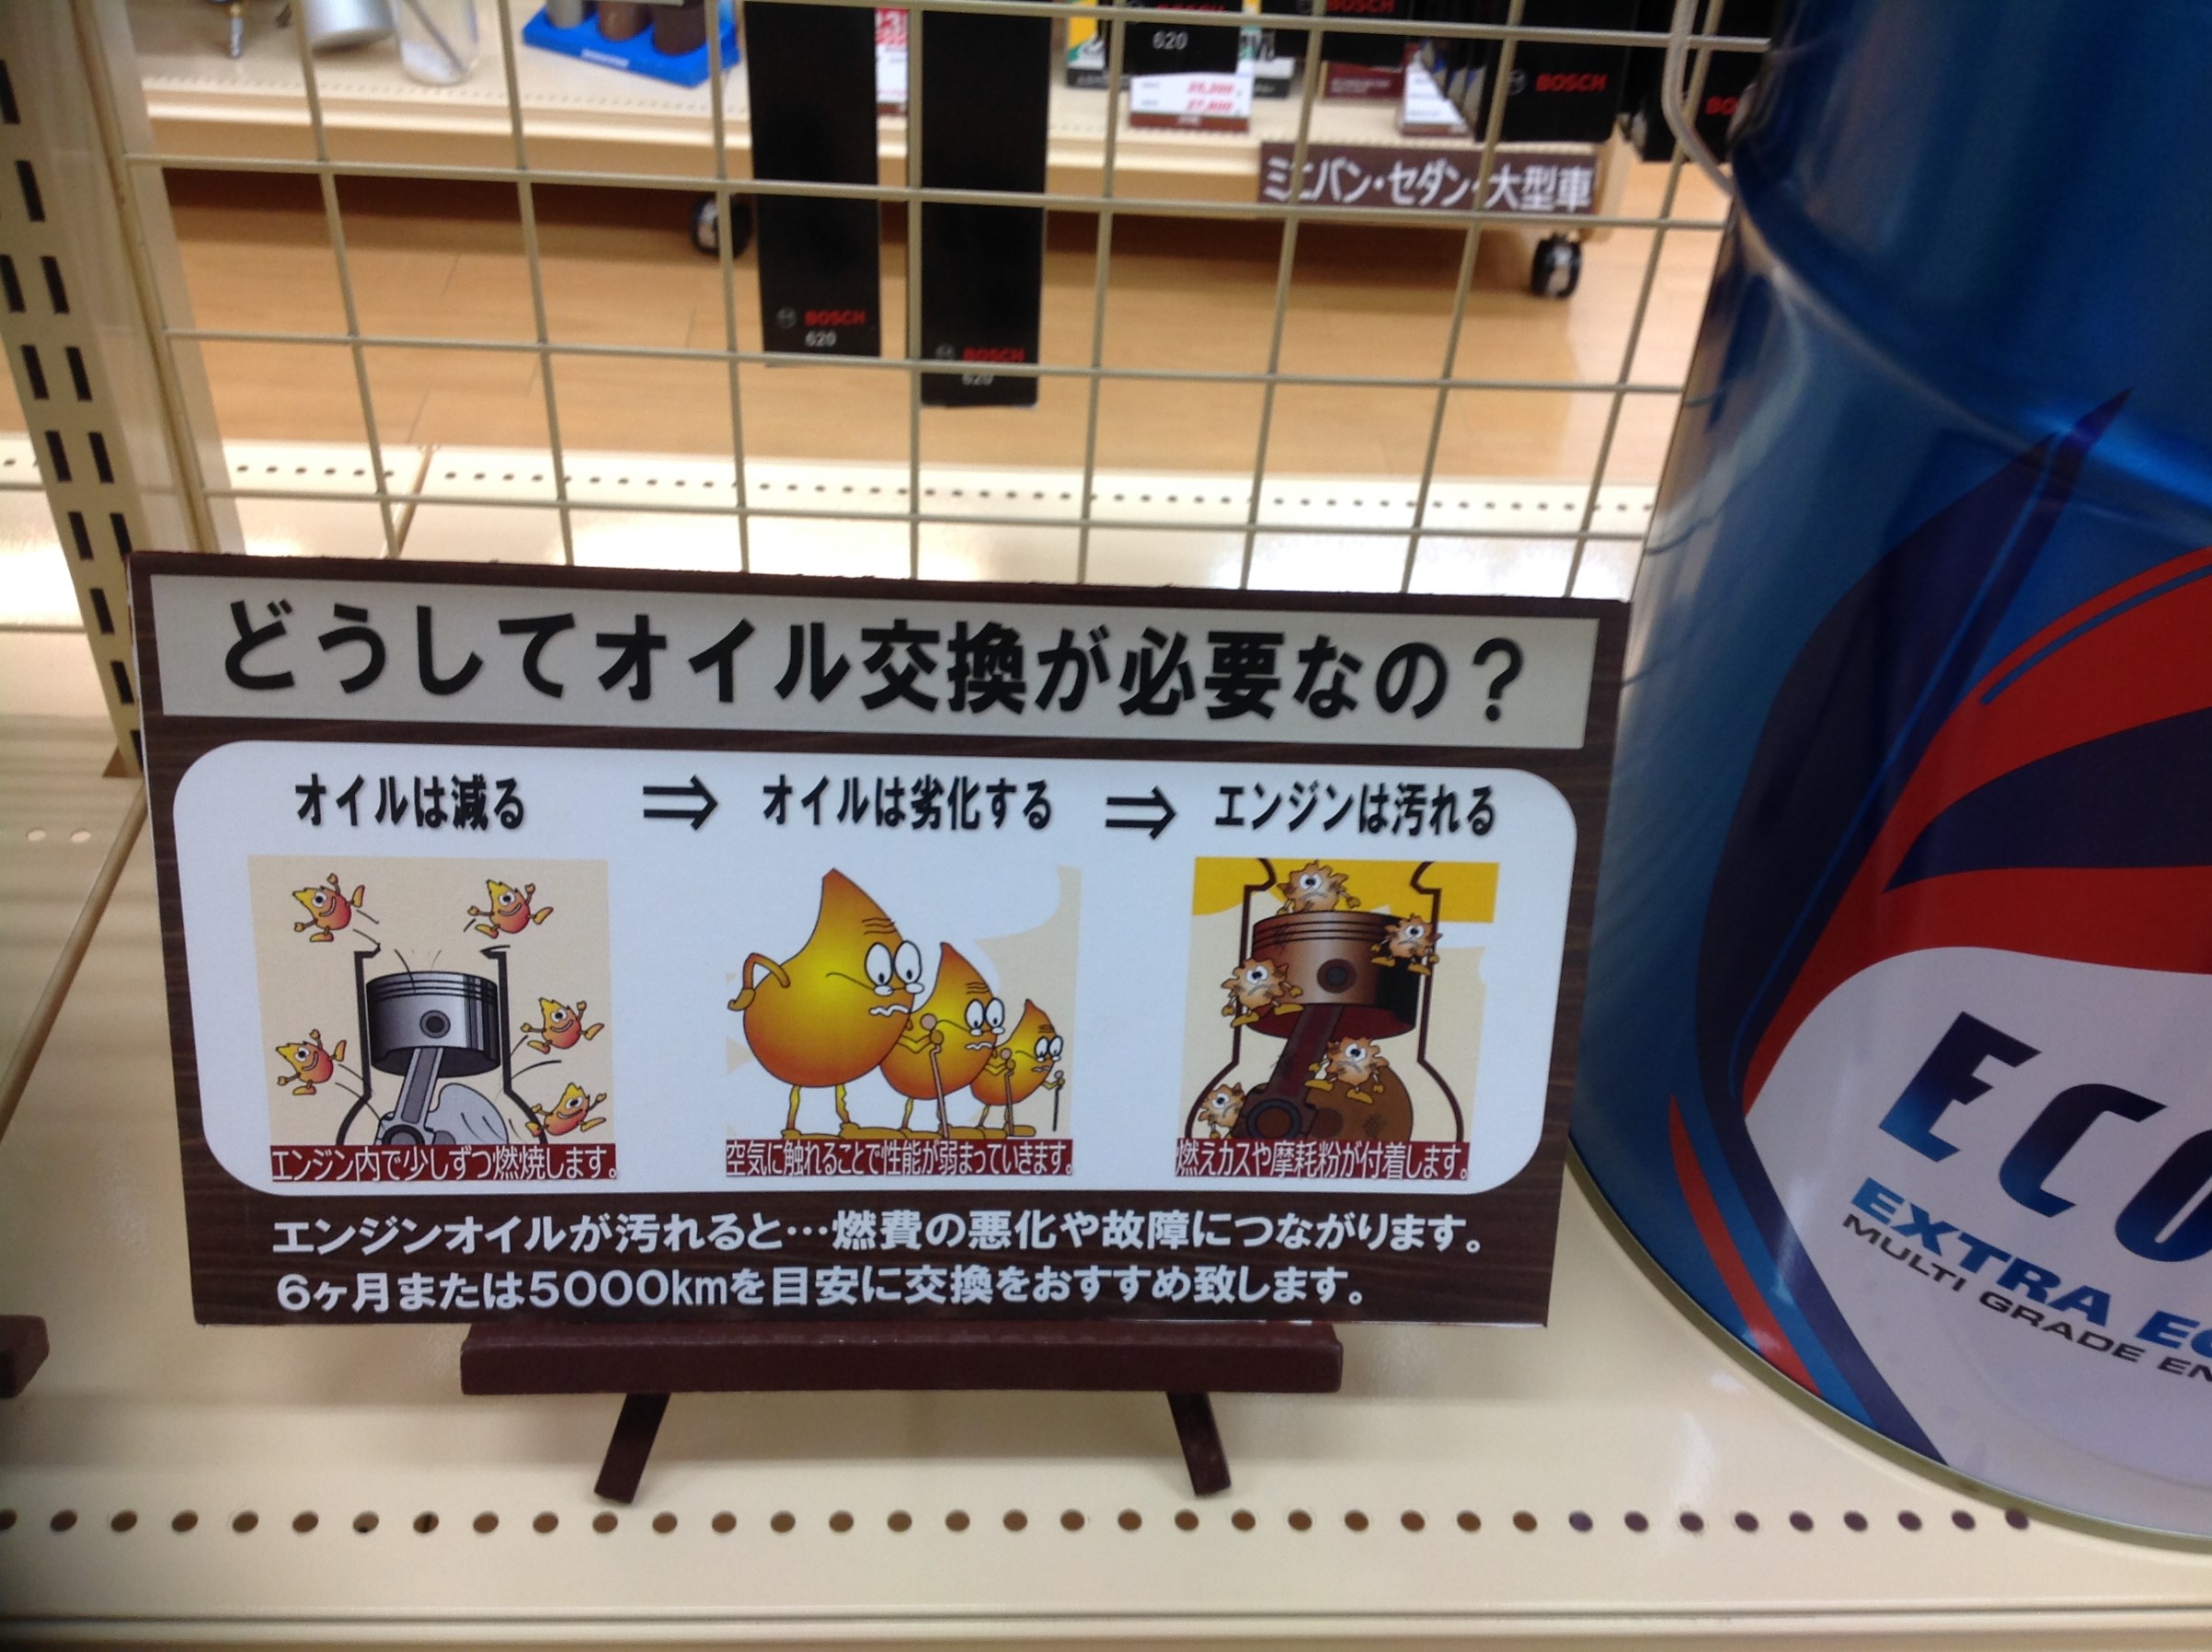 620
BOSCH
ミニバン・セダン・大型車
BOSCH
620
BOSCH
620
どうしてオイル交換が必要なの？
オイルは減る ⇒ オイルは劣化する ⇒ エンジンは汚れる
エンジン内で少しずつ燃焼します。
空気に触れることで性能が弱まっていきます。
燃えカスや摩耗粉が付着します。
エンジンオイルが汚れると…燃費の悪化や故障につながります。
6ヶ月または5000kmを目安に交換をおすすめ致します。
ECO
EXTRA
MULTI GRADE